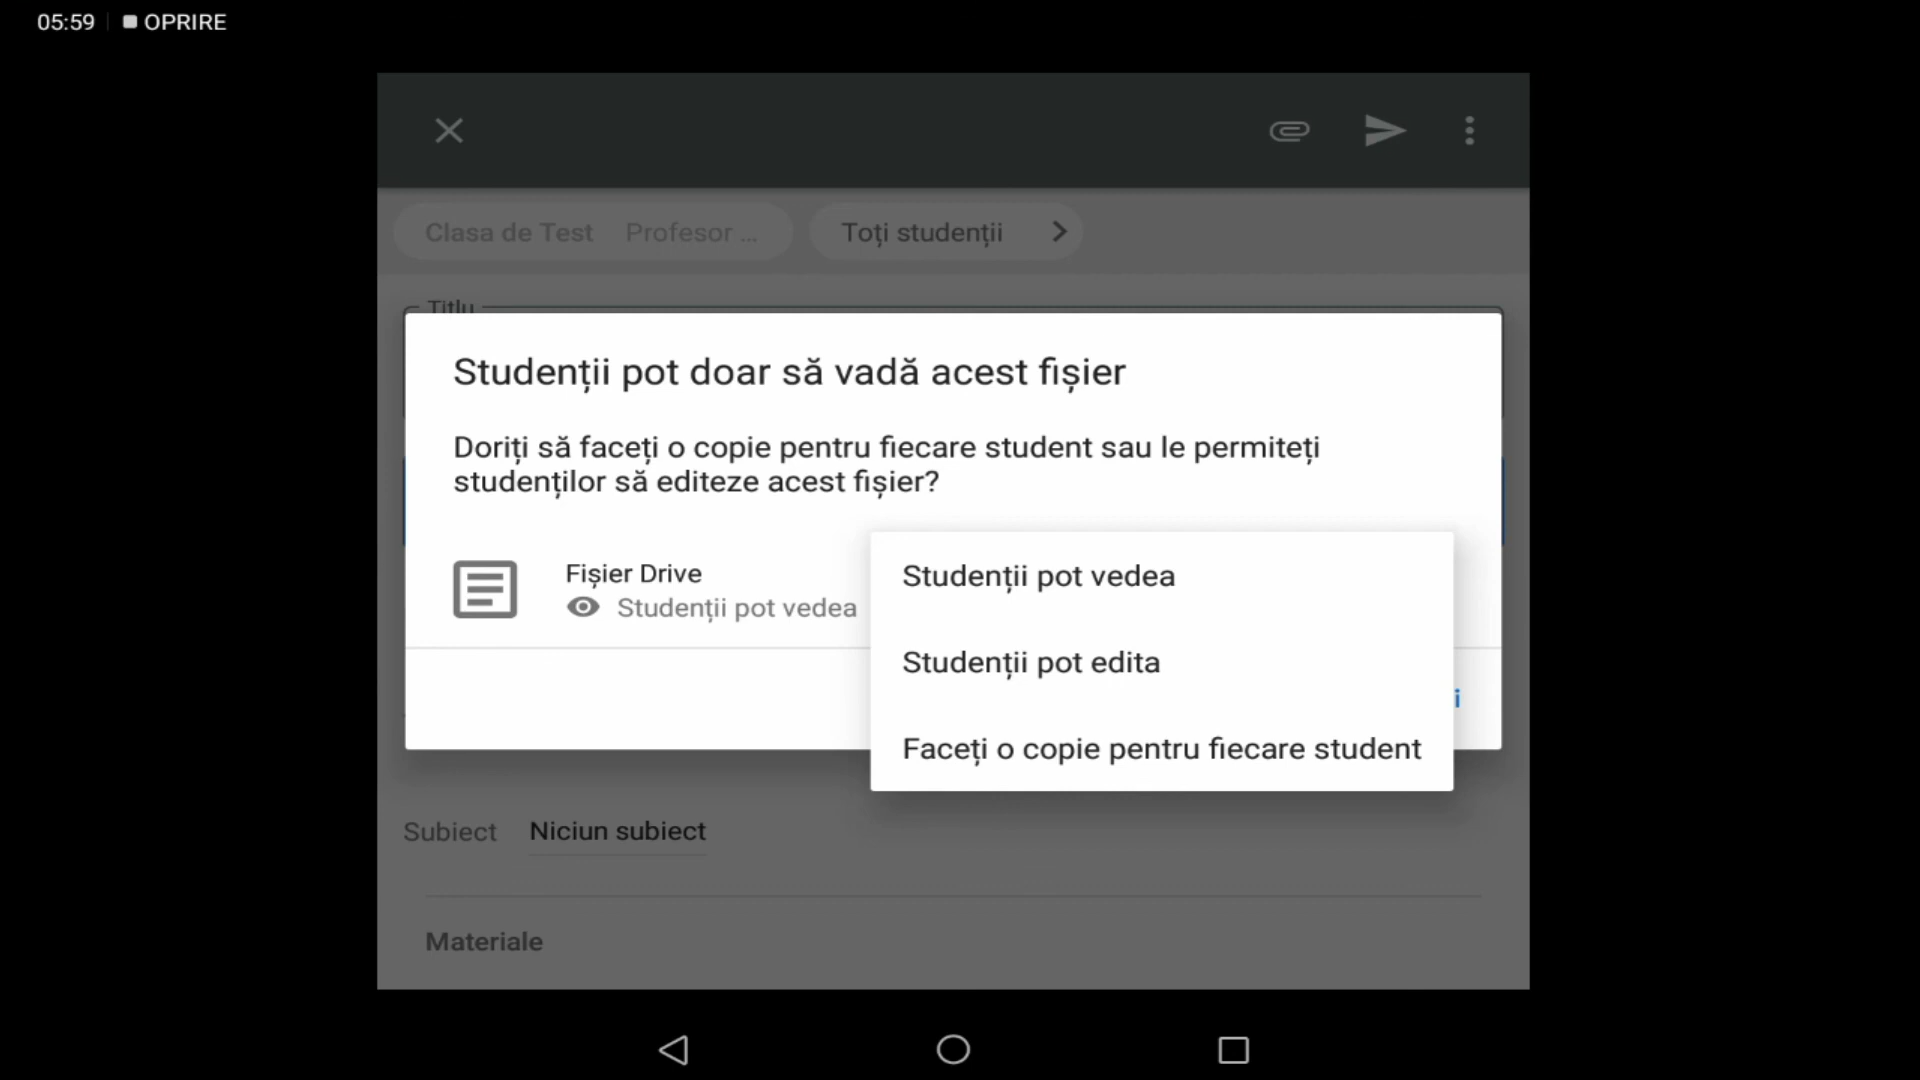 05:59 OPRIRE
Clasa de Test Profesor ... Toți studenții
Titlu
Studenții pot doar să vadă acest fișier
Doriți să faceți o copie pentru fiecare student sau le permiteți
studenților să editeze acest fișier?
Fișier Drive
Studenții pot vedea
Studenții pot vedea
Studenții pot edita
Faceți o copie pentru fiecare student
Subiect Niciun subiect
Materiale